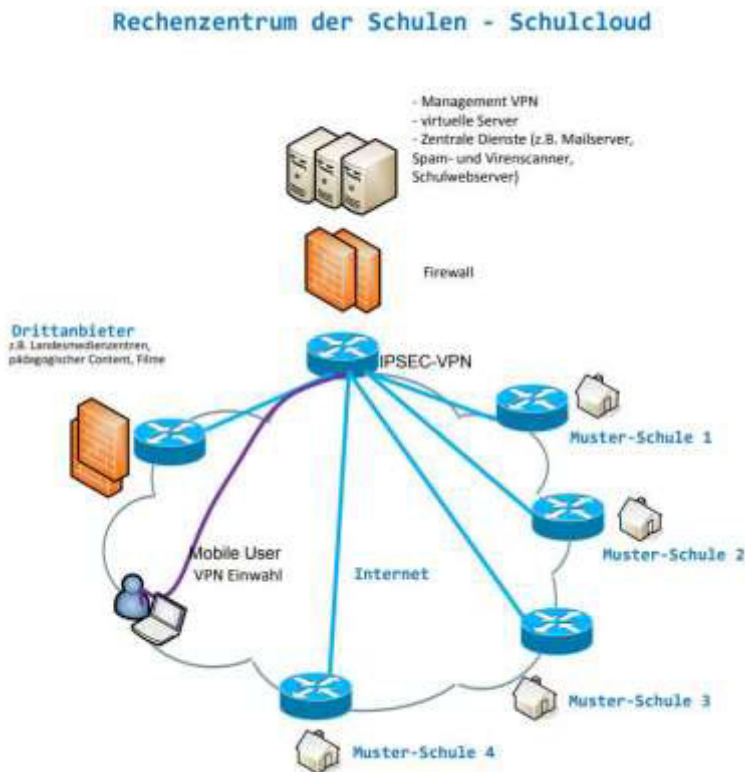 Rechenzentrum der Schulen - Schulcloud
- Management VPN
- virtuelle Server
- Zentrale Dienste (z.B. Mailserver,
Spam- und Virenscanner,
Schulwebserver)
Firewall
Drittanbieter
z.B. Landesmedienzentren,
pädagogischer Content, Filme
IPSEC-VPN
Muster-Schule 1
Muster-Schule 2
Mobile User
VPN Einwahl
Internet
Muster-Schule 3
Muster-Schule 4